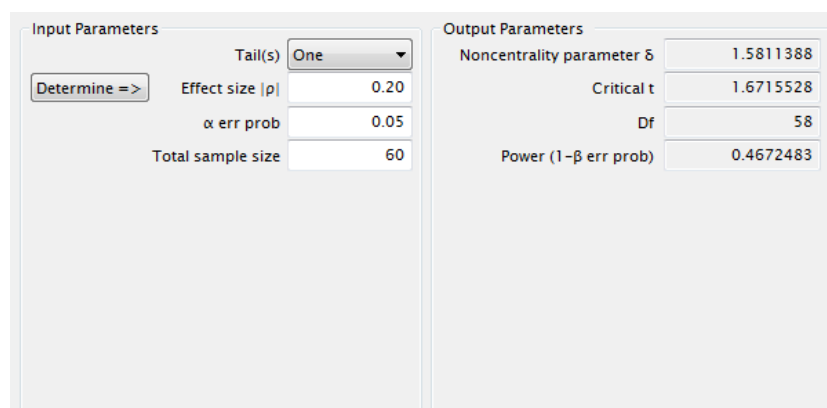 Input Parameters
Tail(s) One
Determine => Effect size |ρ| 0.20
α err prob 0.05
Total sample size 60
Output Parameters
Noncentrality parameter δ 1.5811388
Critical t 1.6715528
Df 58
Power (1-β err prob) 0.4672483